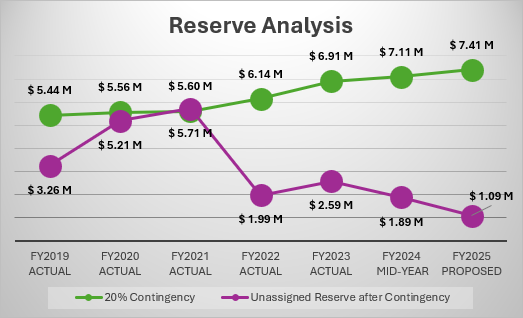 Reserve Analysis
$ 5.44 M
$ 5.56 M
$ 5.60 M
$ 6.14 M
$ 6.91 M
$ 7.11 M
$ 7.41 M
$ 3.26 M
$ 5.21 M
$ 5.71 M
$ 1.99 M
$ 2.59 M
$ 1.89 M
$ 1.09 M
FY2019
ACTUAL
FY2020
ACTUAL
FY2021
ACTUAL
FY2022
ACTUAL
FY2023
ACTUAL
FY2024
MID-YEAR
FY2025
PROPOSED
20% Contingency
Unassigned Reserve after Contingency